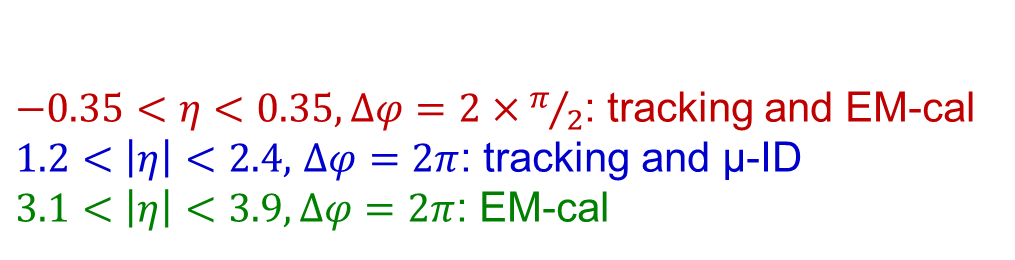 −0.35 < η < 0.35, Δφ = 2 × π/2: tracking and EM-cal
1.2 < |η| < 2.4, Δφ = 2π: tracking and μ-ID
3.1 < |η| < 3.9, Δφ = 2π: EM-cal